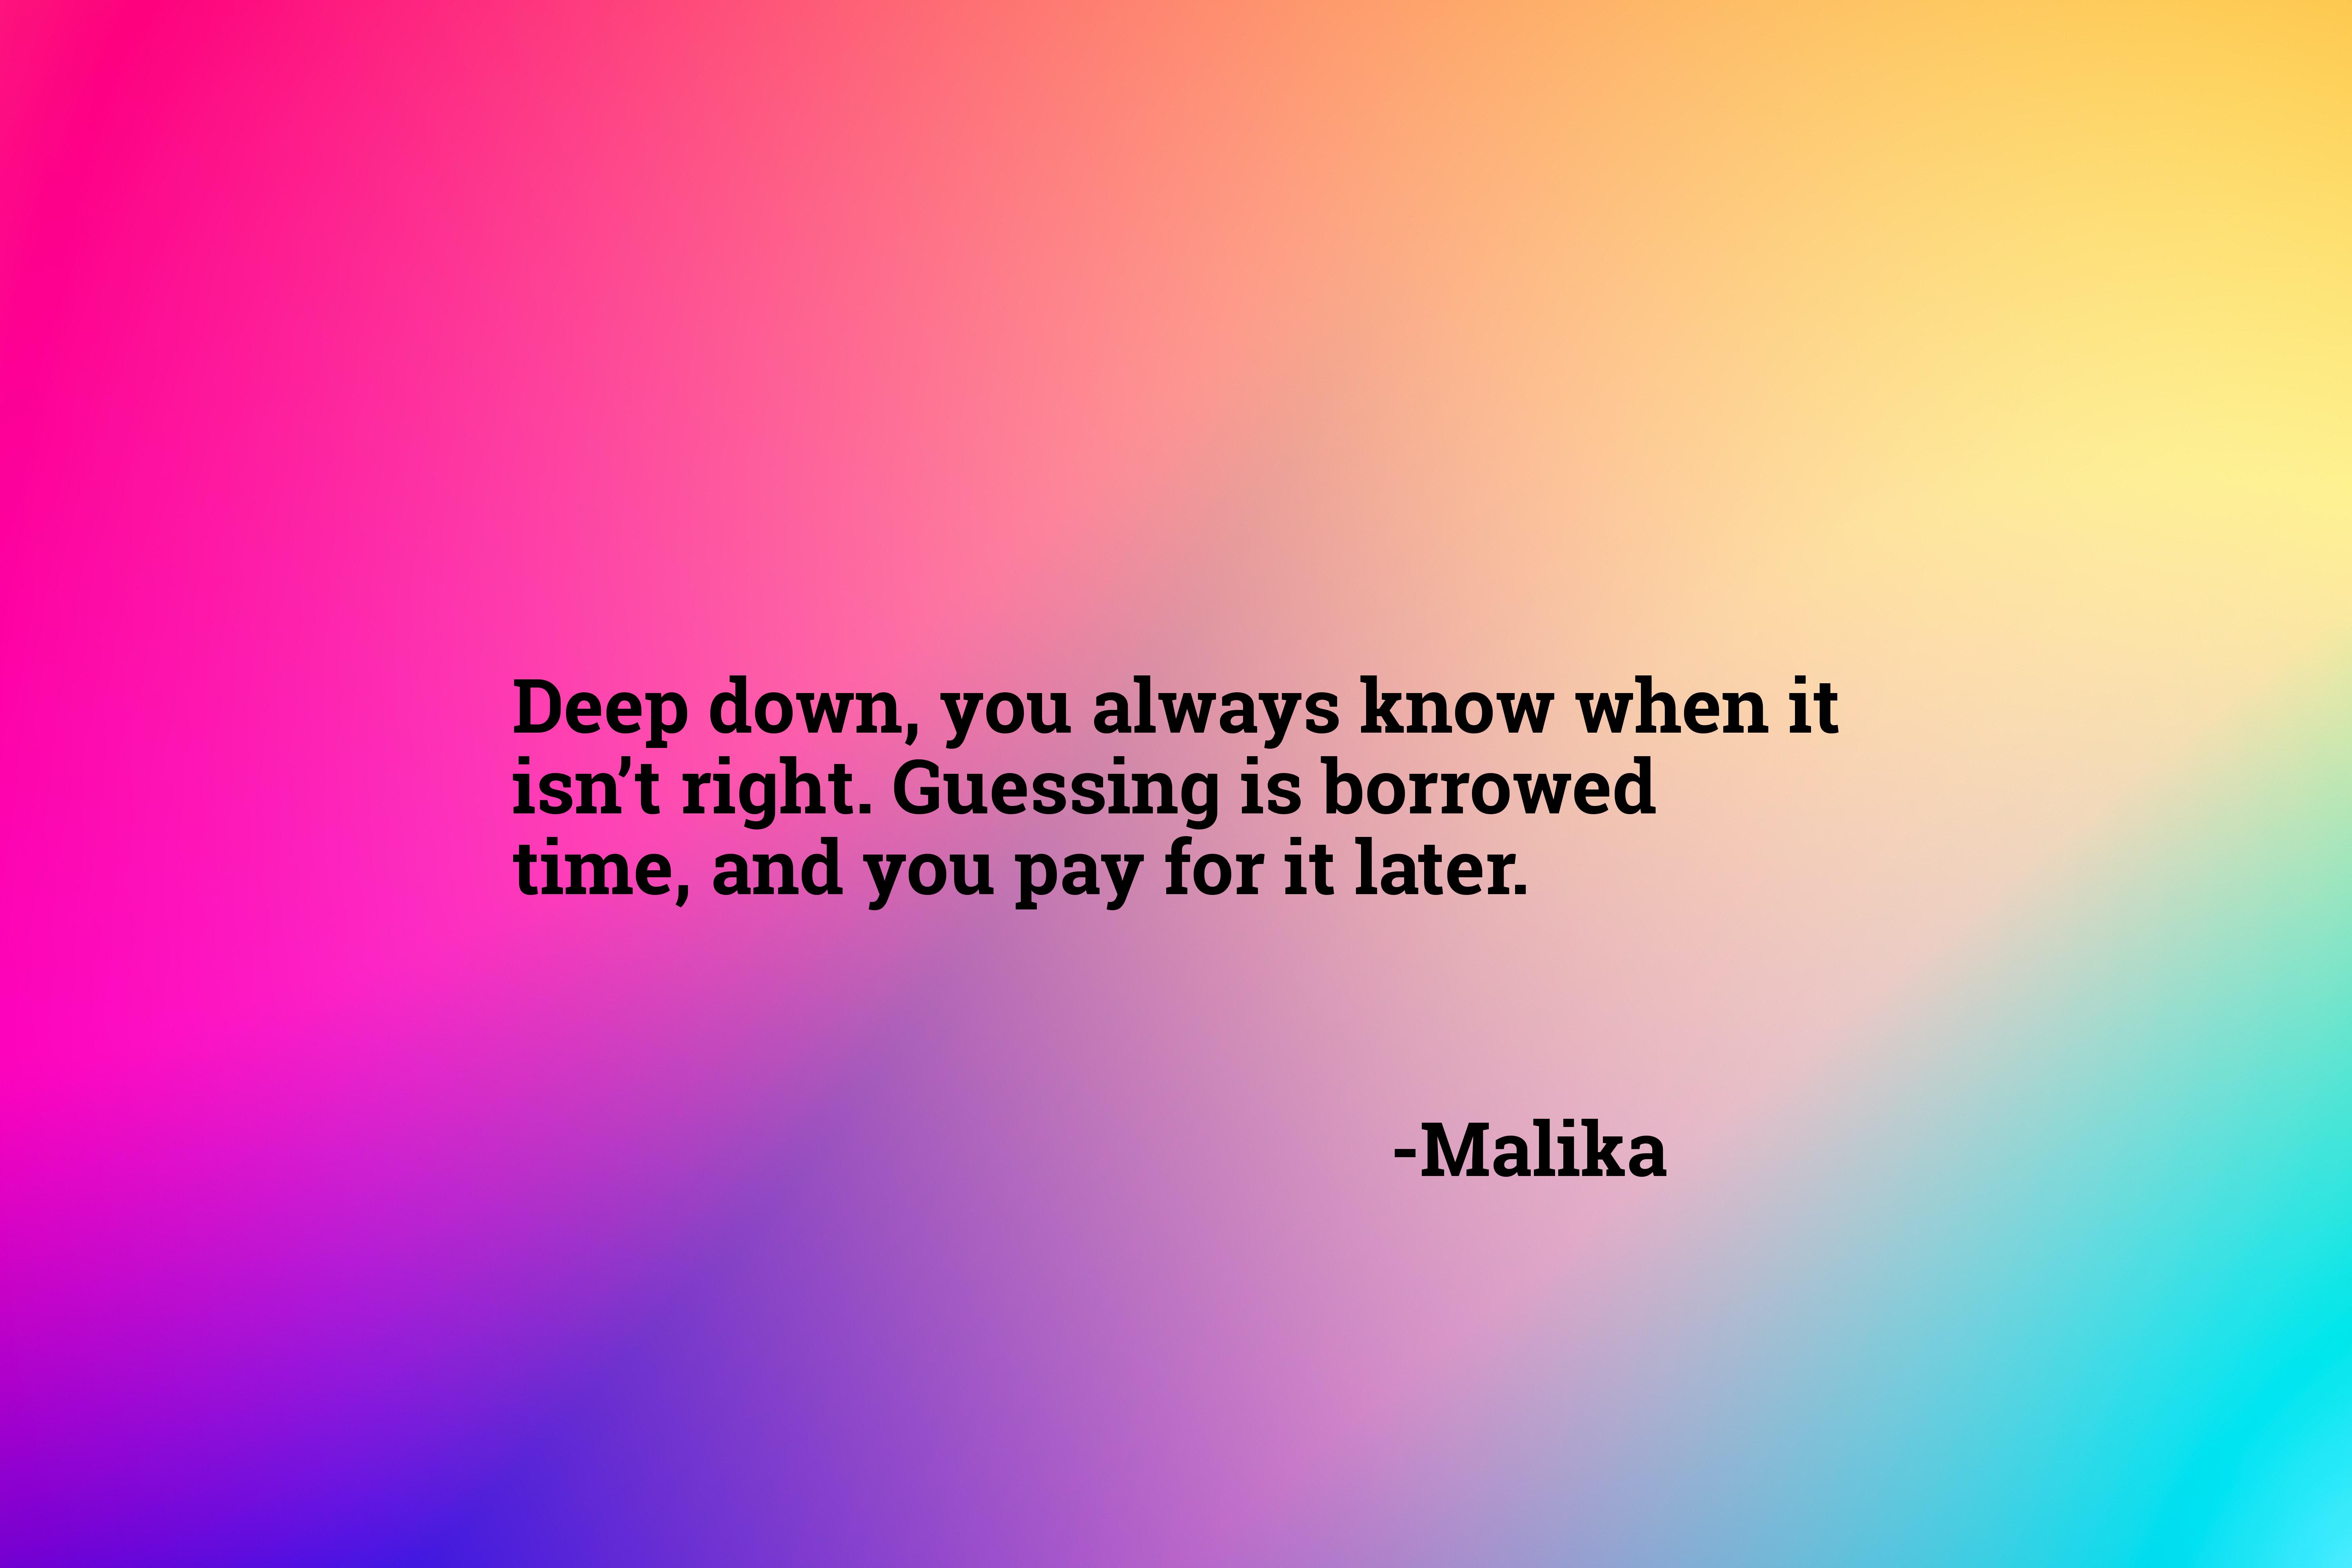 Deep down, you always know when it
isn’t right. Guessing is borrowed
time, and you pay for it later.
-Malika